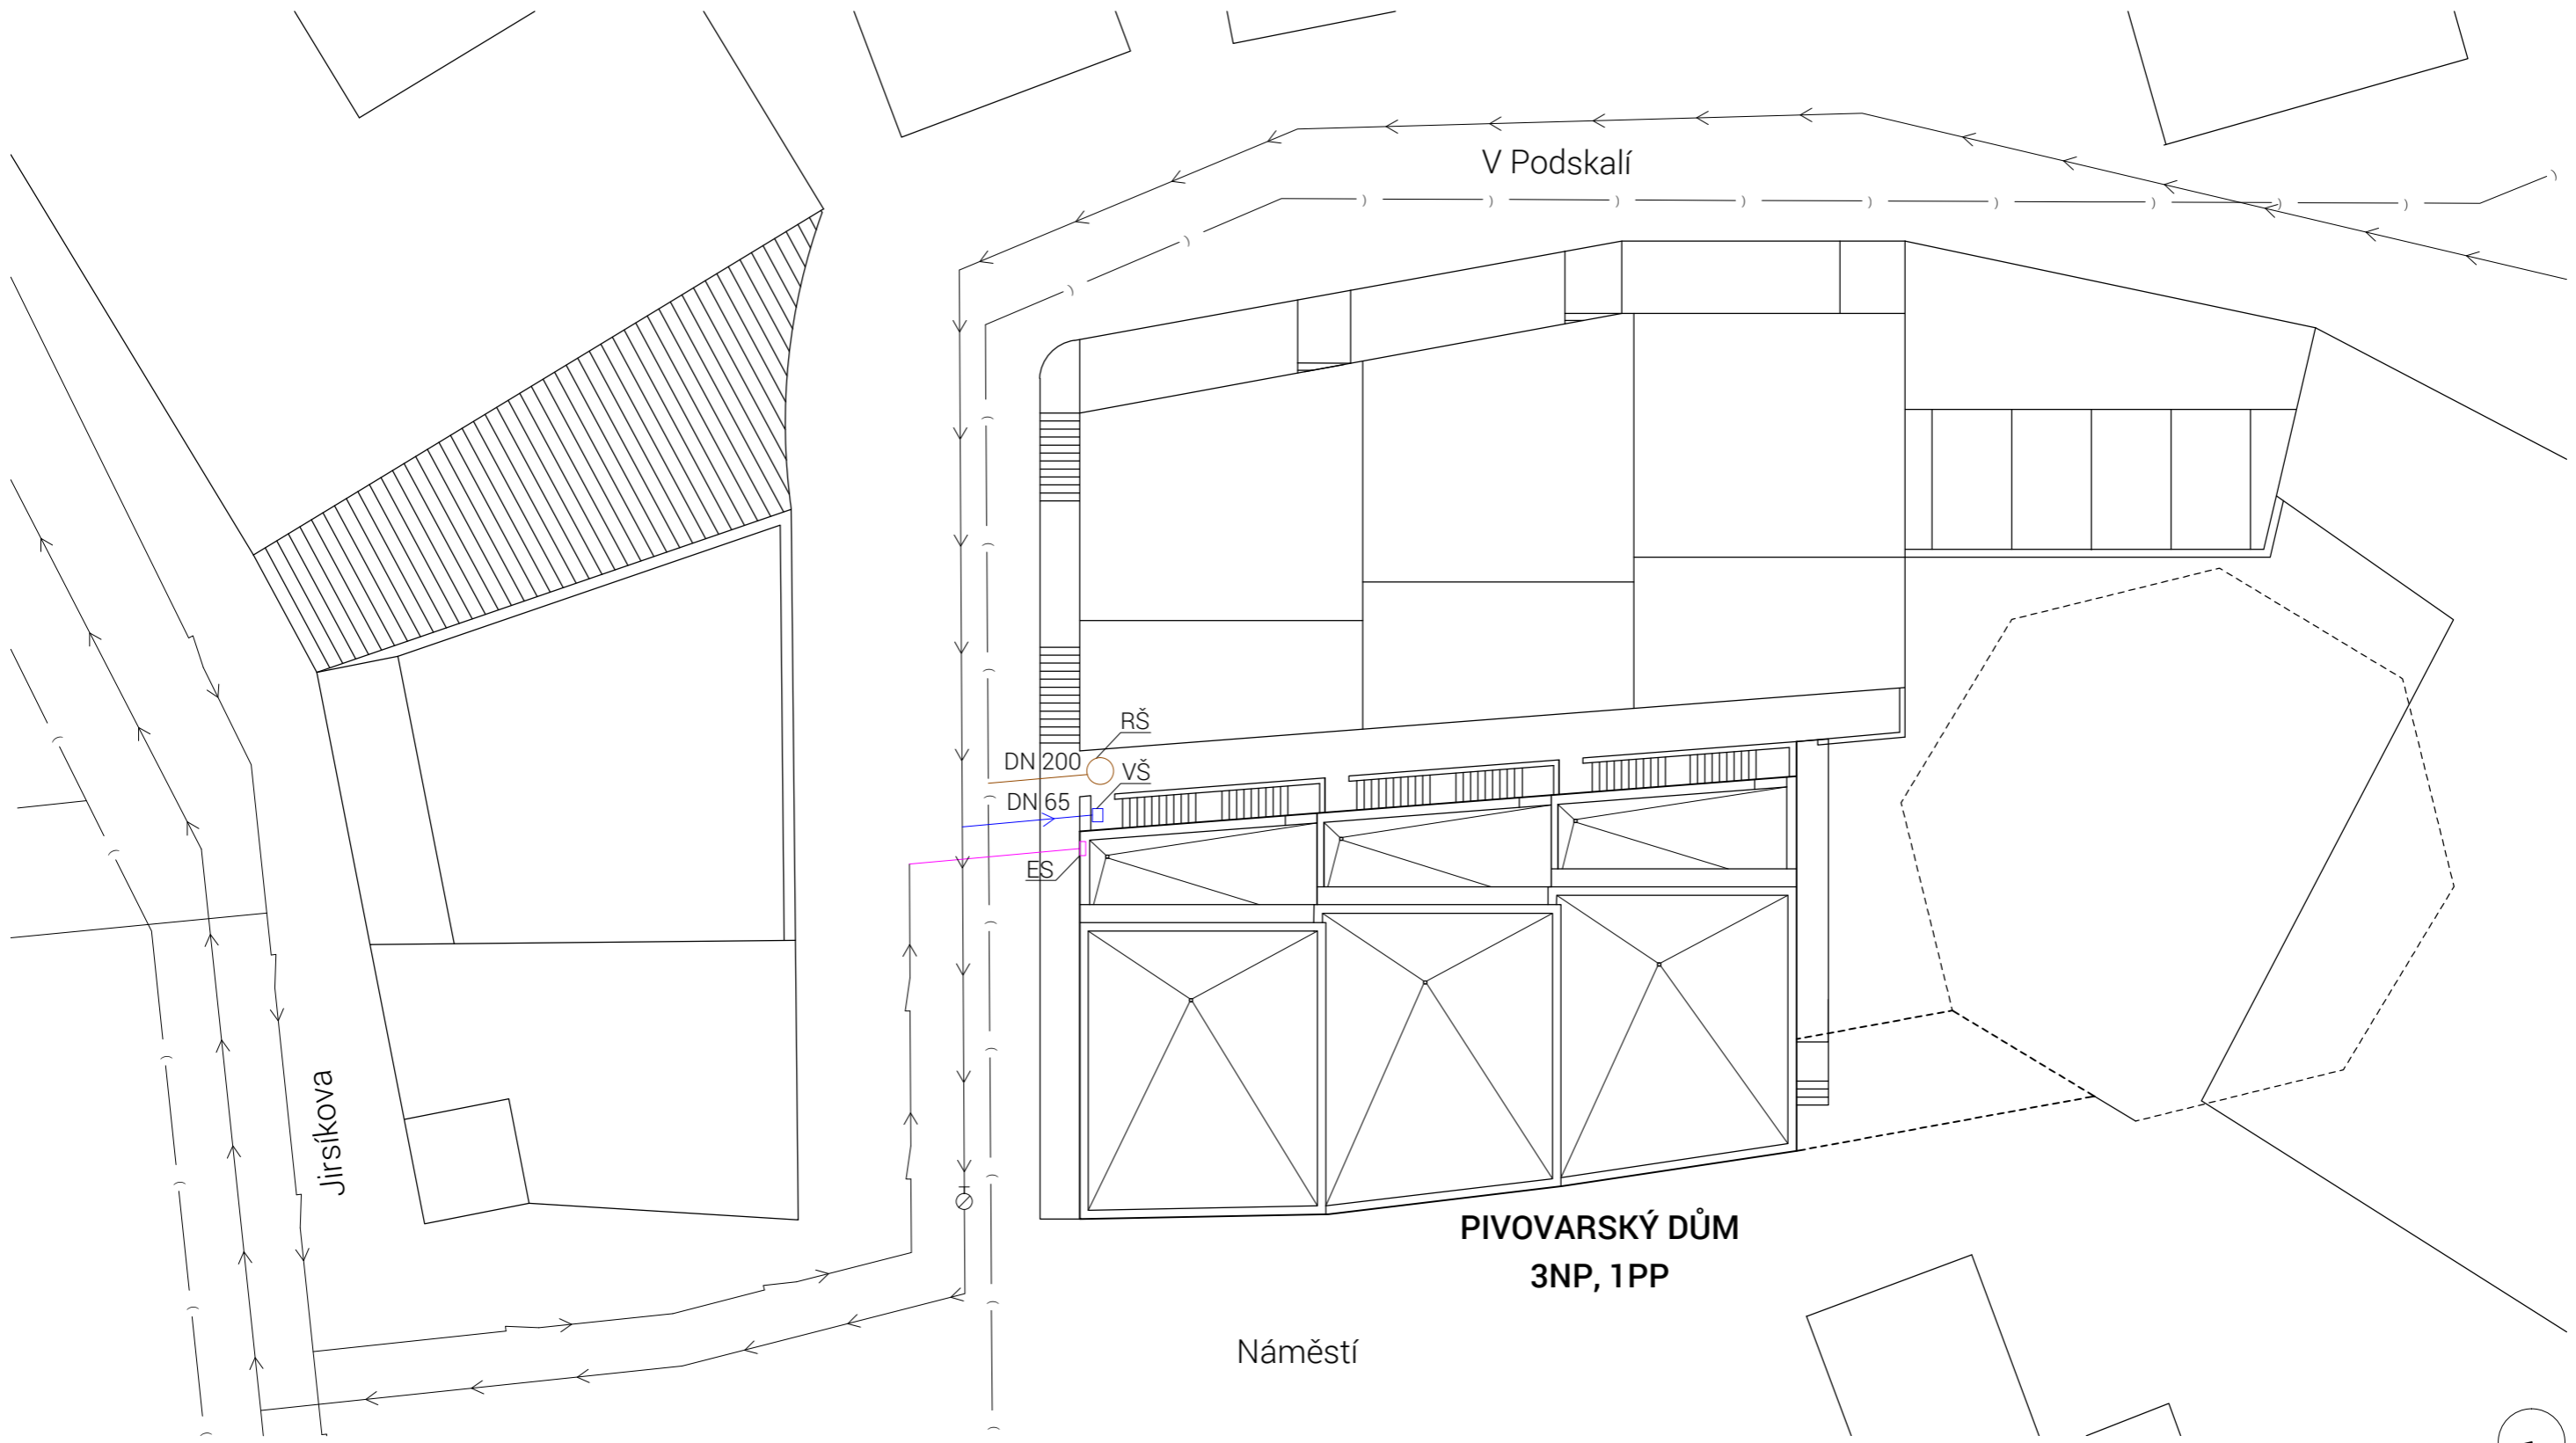 V Podskalí
RŠ
DN 200
VŠ
DN 65
ES
Jirsíkova
PIVOVARSKÝ DŮM
3NP, 1PP
Náměstí